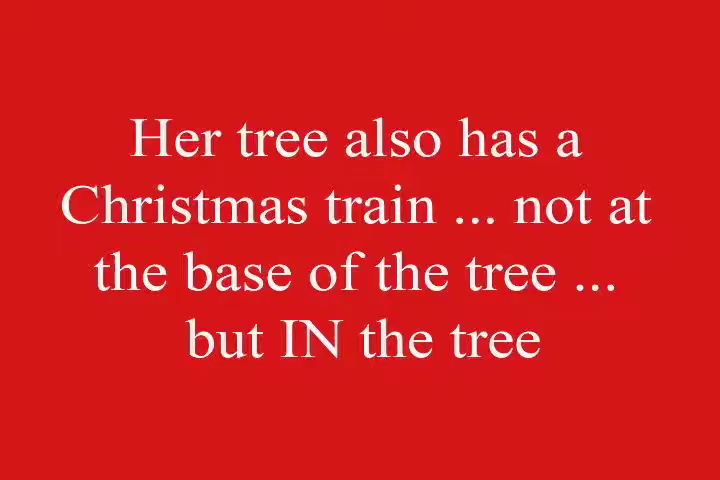 Her tree also has a
Christmas train ... not at
the base of the tree ...
but IN the tree